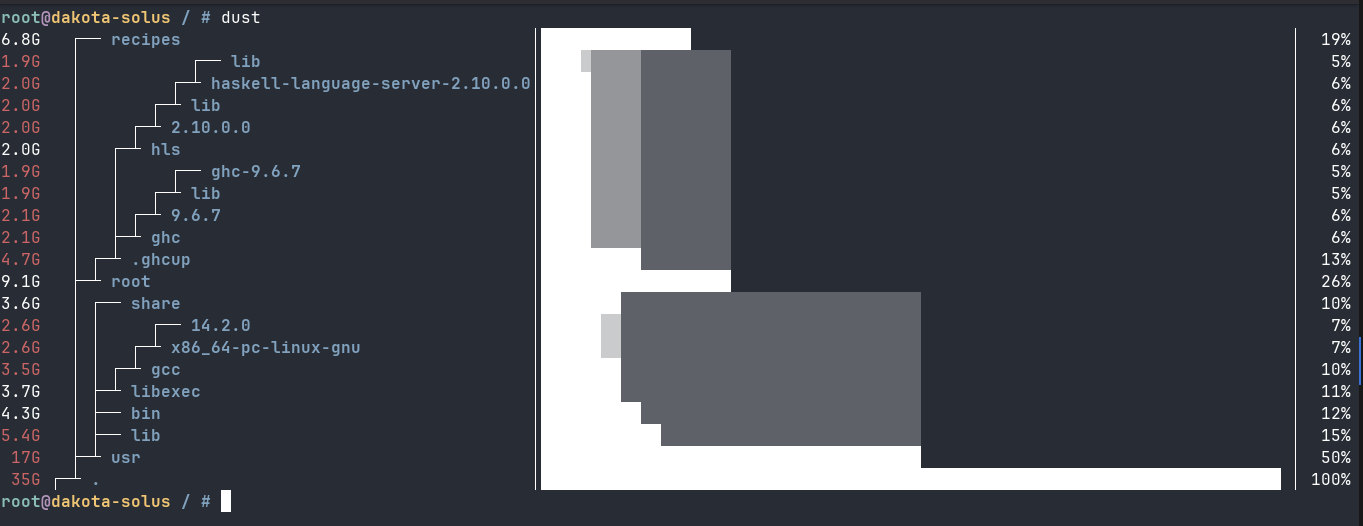 root@dakota-solus / # dust
6.8G recipes 19%
1.9G lib 5%
2.0G haskell-language-server-2.10.0.0 6%
2.0G lib 6%
2.0G 2.10.0.0 6%
2.0G hls 6%
1.9G ghc-9.6.7 5%
1.9G lib 5%
2.1G 9.6.7 6%
2.1G ghc 6%
4.7G .ghcup 13%
9.1G root 26%
3.6G share 10%
2.6G 14.2.0 7%
2.6G x86_64-pc-linux-gnu 7%
3.5G gcc 10%
3.7G libexec 11%
4.3G bin 12%
5.4G lib 15%
17G usr 50%
35G . 100%
root@dakota-solus / #